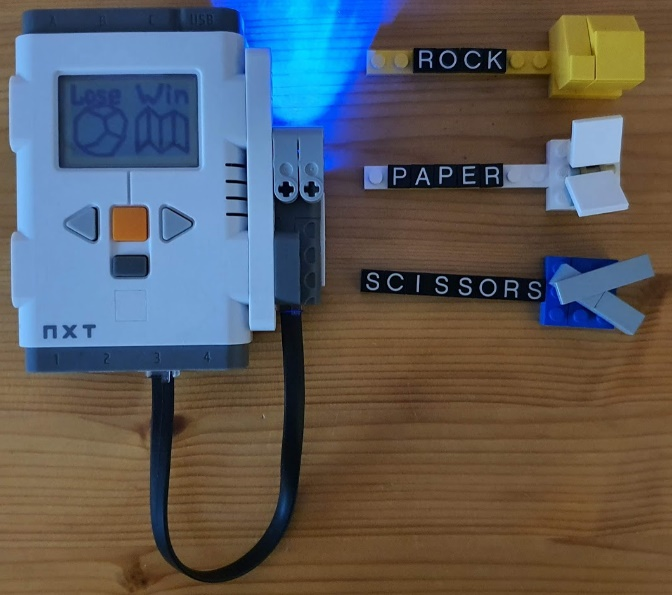 A B C USB
Lose Win
NXT
1 2 3 4
ROCK
PAPER
SCISSORS